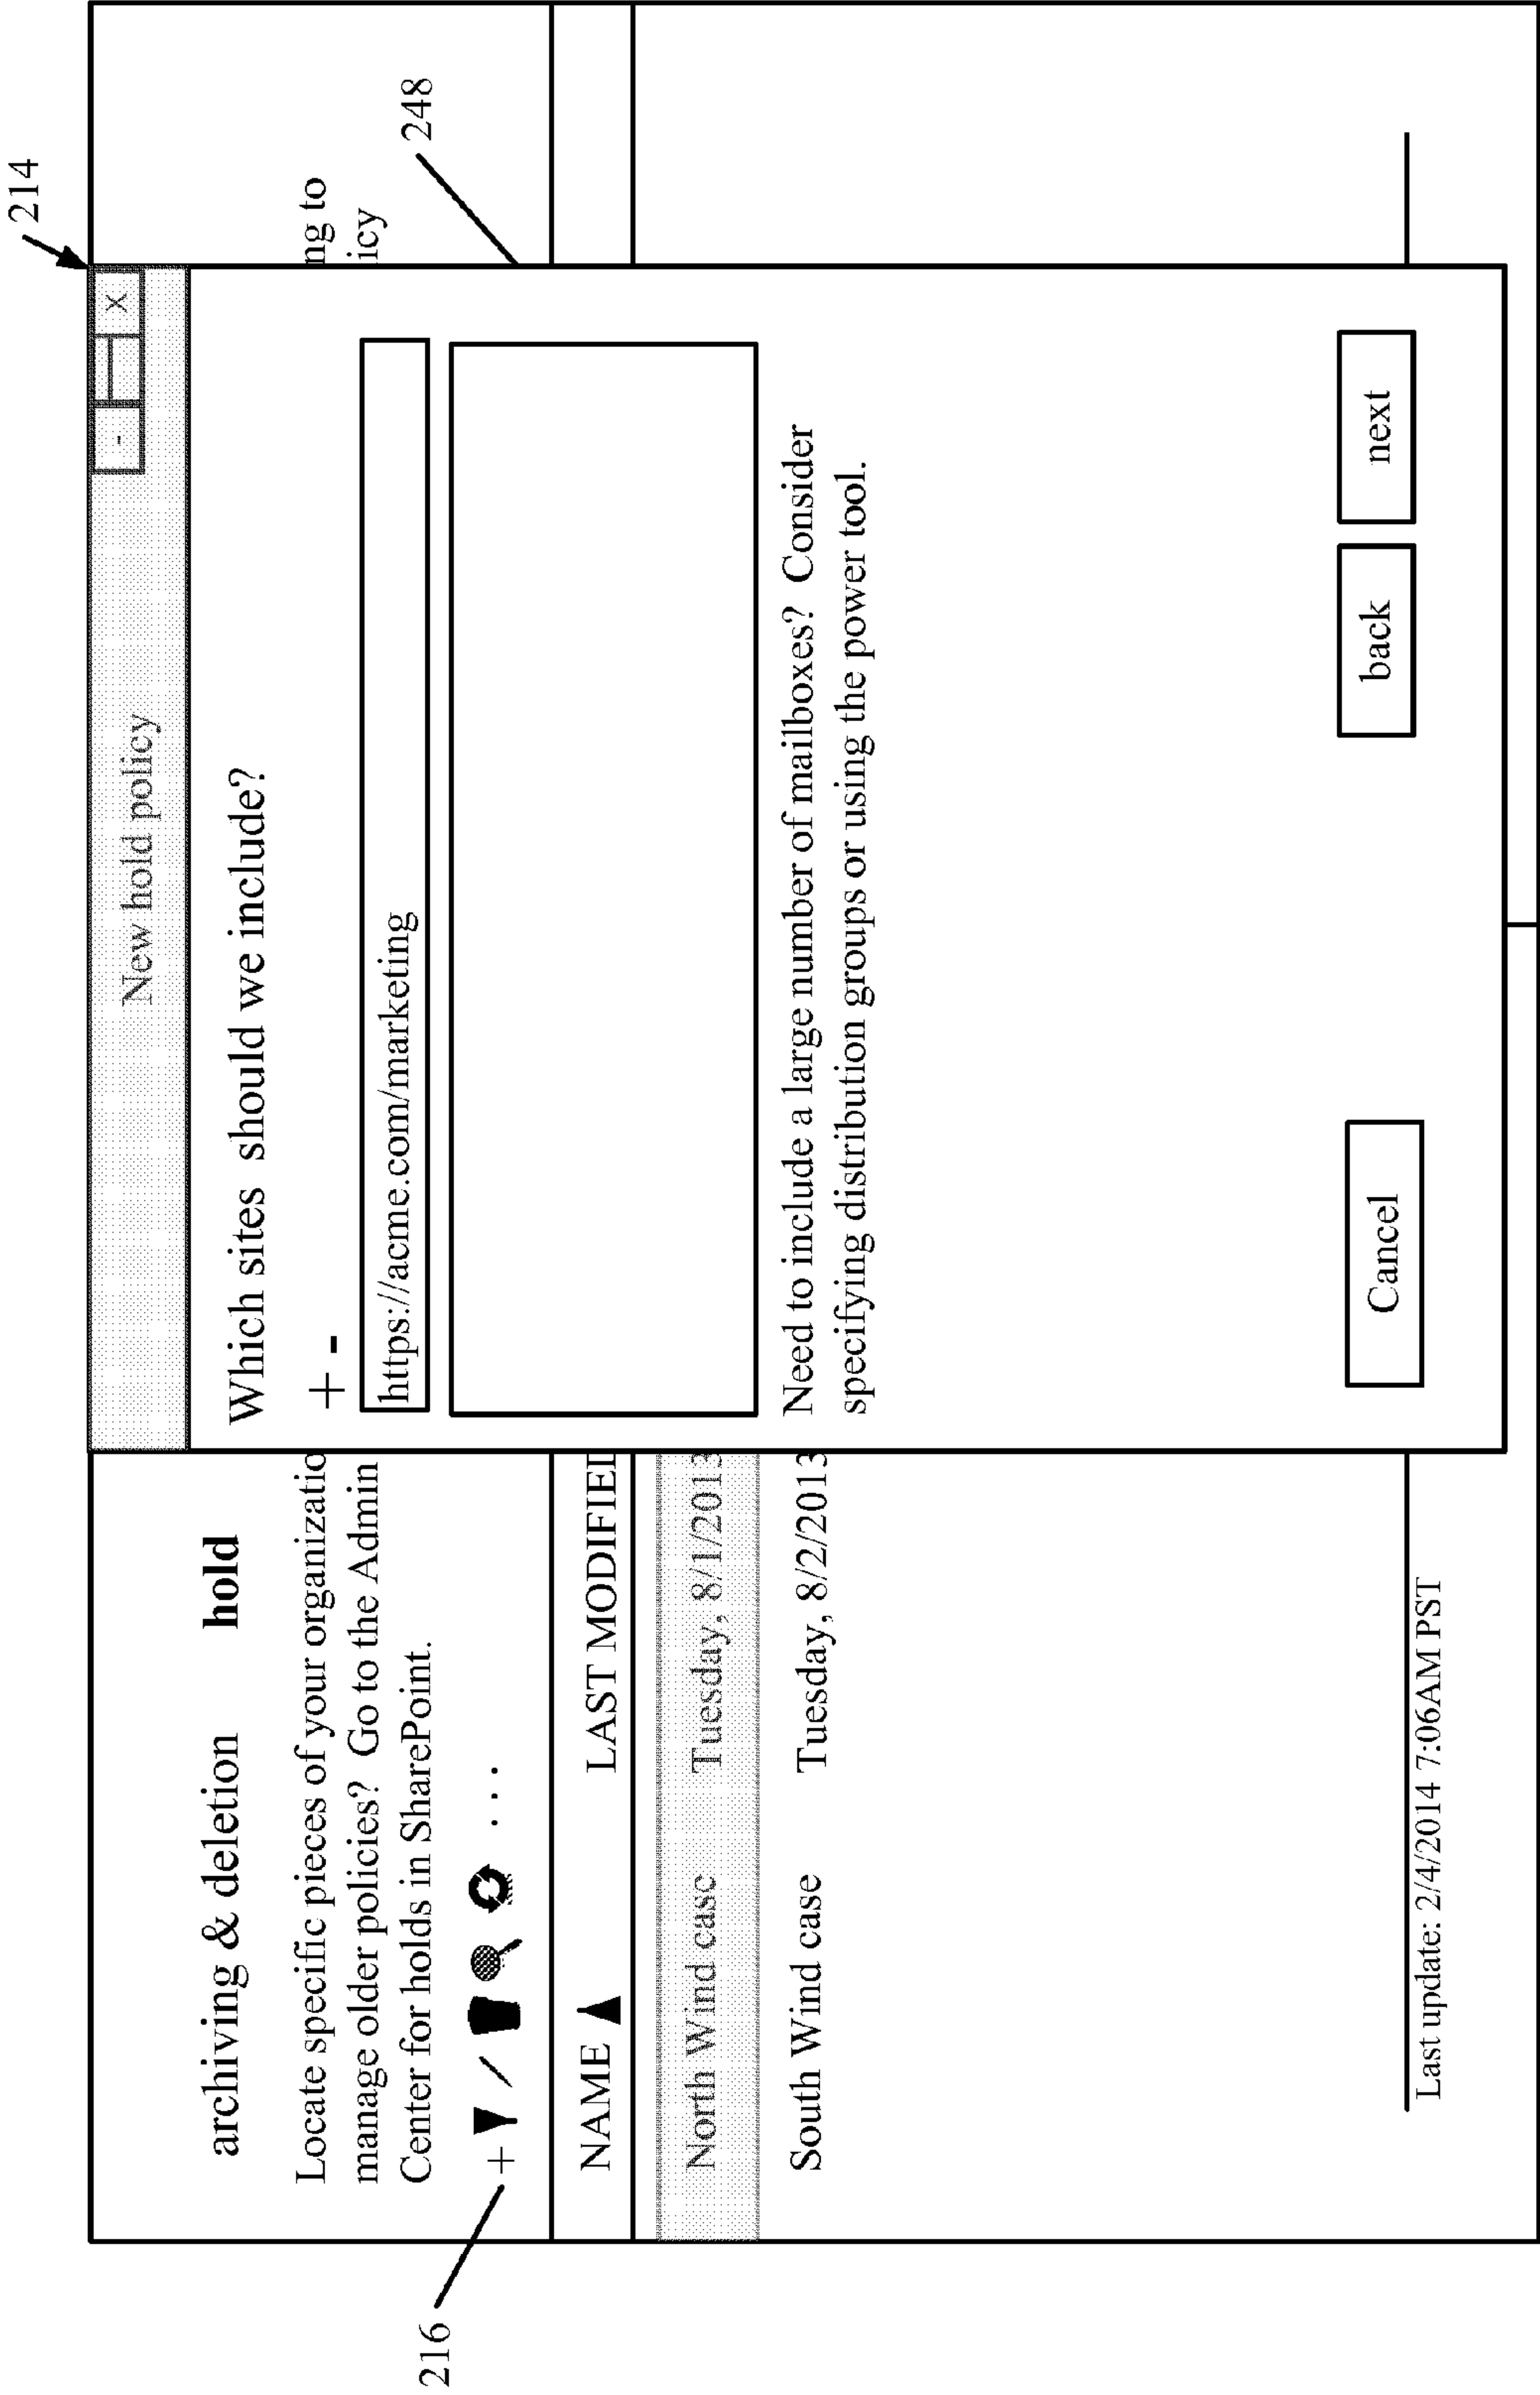 214
archiving & deletion hold
Locate specific pieces of your organizatio
manage older policies? Go to the Admin
Center for holds in SharePoint.
ng to
icy
216
+ / ...
NAME LAST MODIFIED
North Wind case Tuesday, 8/1/2013
South Wind case Tuesday, 8/2/2013
Last update: 2/4/2014 7:06AM PST
New hold policy
- X
Which sites should we include?
+ -
248
https://acme.com/marketing
Need to include a large number of mailboxes? Consider
specifying distribution groups or using the power tool.
Cancel
back
next